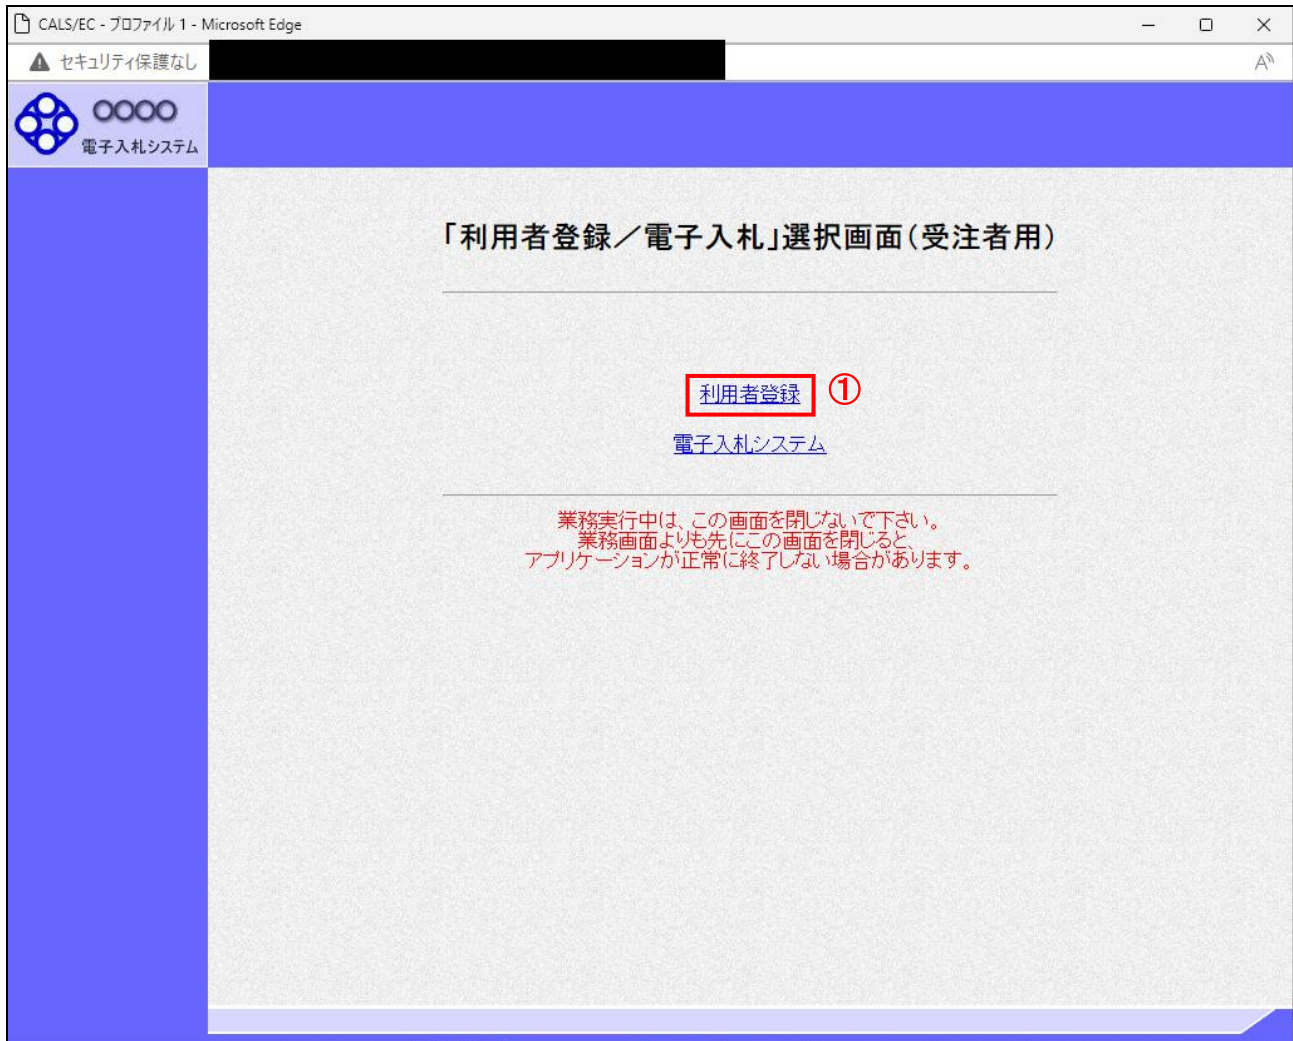 CALS/EC - プロファイル 1 - Microsoft Edge
セキュリティ保護なし
A
〇〇〇〇
電子入札システム
「利用者登録／電子入札」選択画面（受注者用）
利用者登録 ①
電子入札システム
業務実行中は、この画面を閉じないで下さい。
業務画面よりも先にこの画面を閉じると、
アプリケーションが正常に終了しない場合があります。